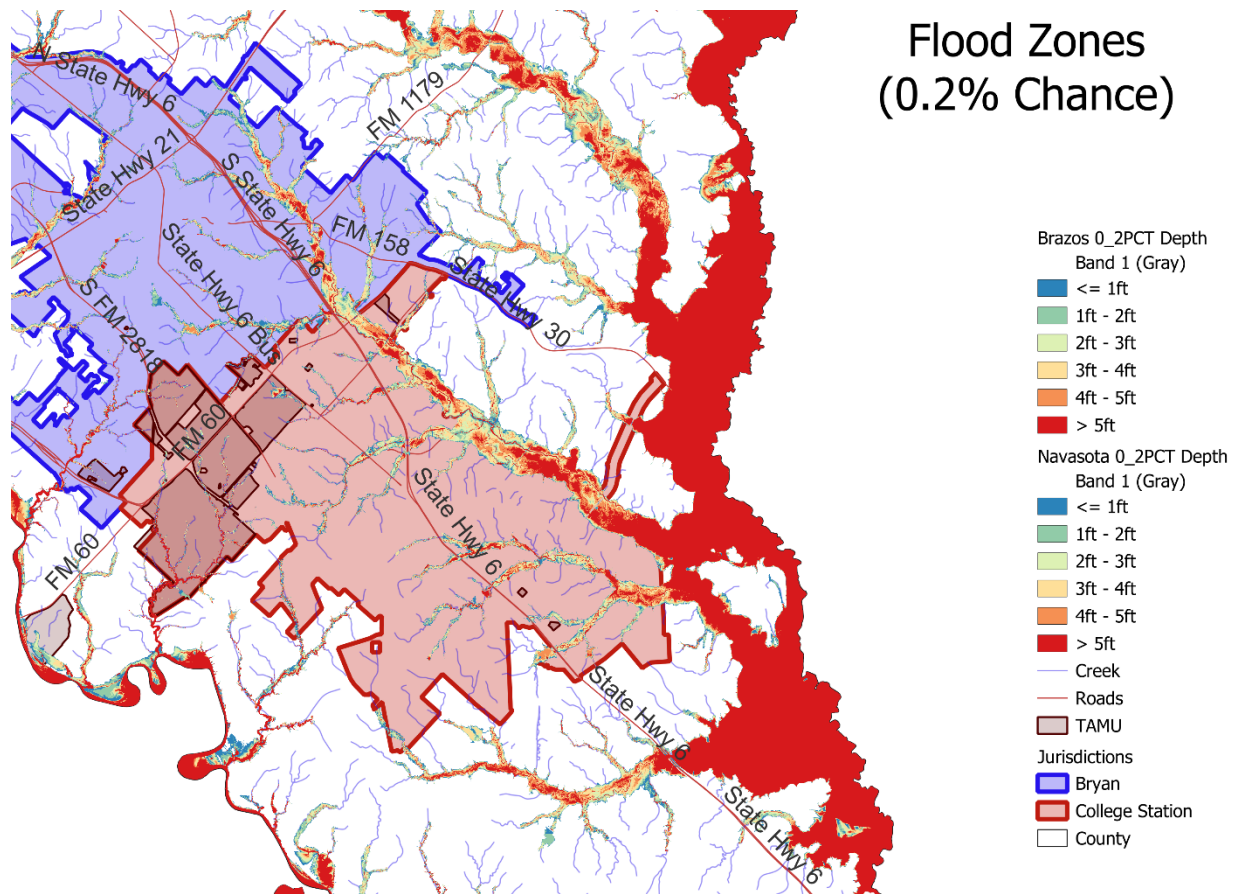 Flood Zones
(0.2% Chance)
N State Hwy 6
FM 1179
State Hwy 21
S State Hwy 6
FM 158
State Hwy 6 Bus
State Hwy 30
S FM 2818
FM 60
FM 60
State Hwy 6
State Hwy 6
State Hwy 6
Brazos 0_2PCT Depth
Band 1 (Gray)
<= 1ft
1ft - 2ft
2ft - 3ft
3ft - 4ft
4ft - 5ft
> 5ft
Navasota 0_2PCT Depth
Band 1 (Gray)
<= 1ft
1ft - 2ft
2ft - 3ft
3ft - 4ft
4ft - 5ft
> 5ft
Creek
Roads
TAMU
Jurisdictions
Bryan
College Station
County